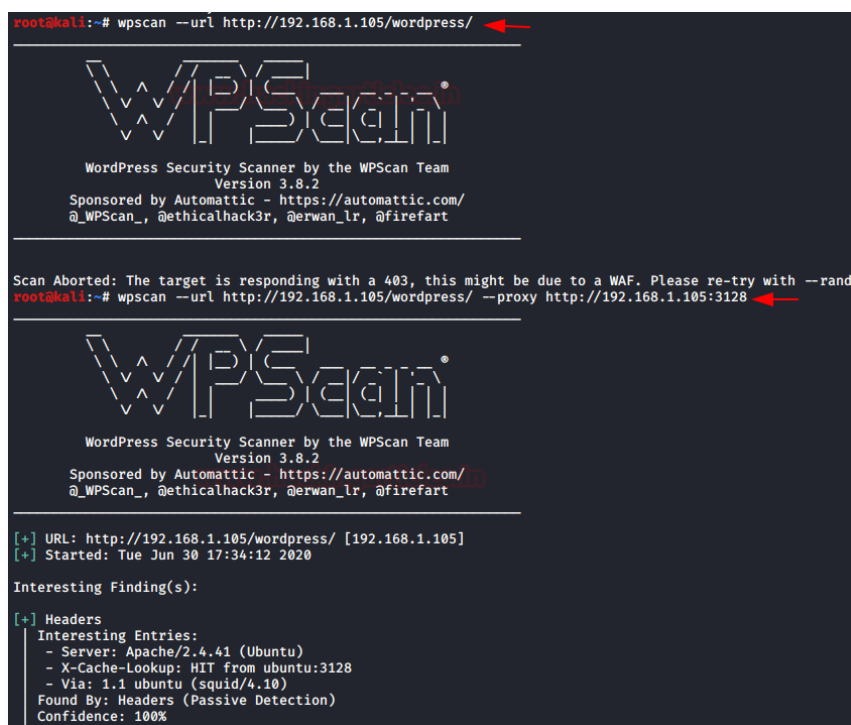 root@kali:~# wpscan --url http://192.168.1.105/wordpress/
WPScan®
WordPress Security Scanner by the WPScan Team
Version 3.8.2
Sponsored by Automattic - https://automattic.com/
@_WPScan_, @ethicalhack3r, @erwan_lr, @firefart
Scan Aborted: The target is responding with a 403, this might be due to a WAF. Please re-try with --rand
root@kali:~# wpscan --url http://192.168.1.105/wordpress/ --proxy http://192.168.1.105:3128
WPScan®
WordPress Security Scanner by the WPScan Team
Version 3.8.2
Sponsored by Automattic - https://automattic.com/
@_WPScan_, @ethicalhack3r, @erwan_lr, @firefart
[+] URL: http://192.168.1.105/wordpress/ [192.168.1.105]
[+] Started: Tue Jun 30 17:34:12 2020
Interesting Finding(s):
[+] Headers
| Interesting Entries:
|  - Server: Apache/2.4.41 (Ubuntu)
|  - X-Cache-Lookup: HIT from ubuntu:3128
|  - Via: 1.1 ubuntu (squid/4.10)
| Found By: Headers (Passive Detection)
| Confidence: 100%